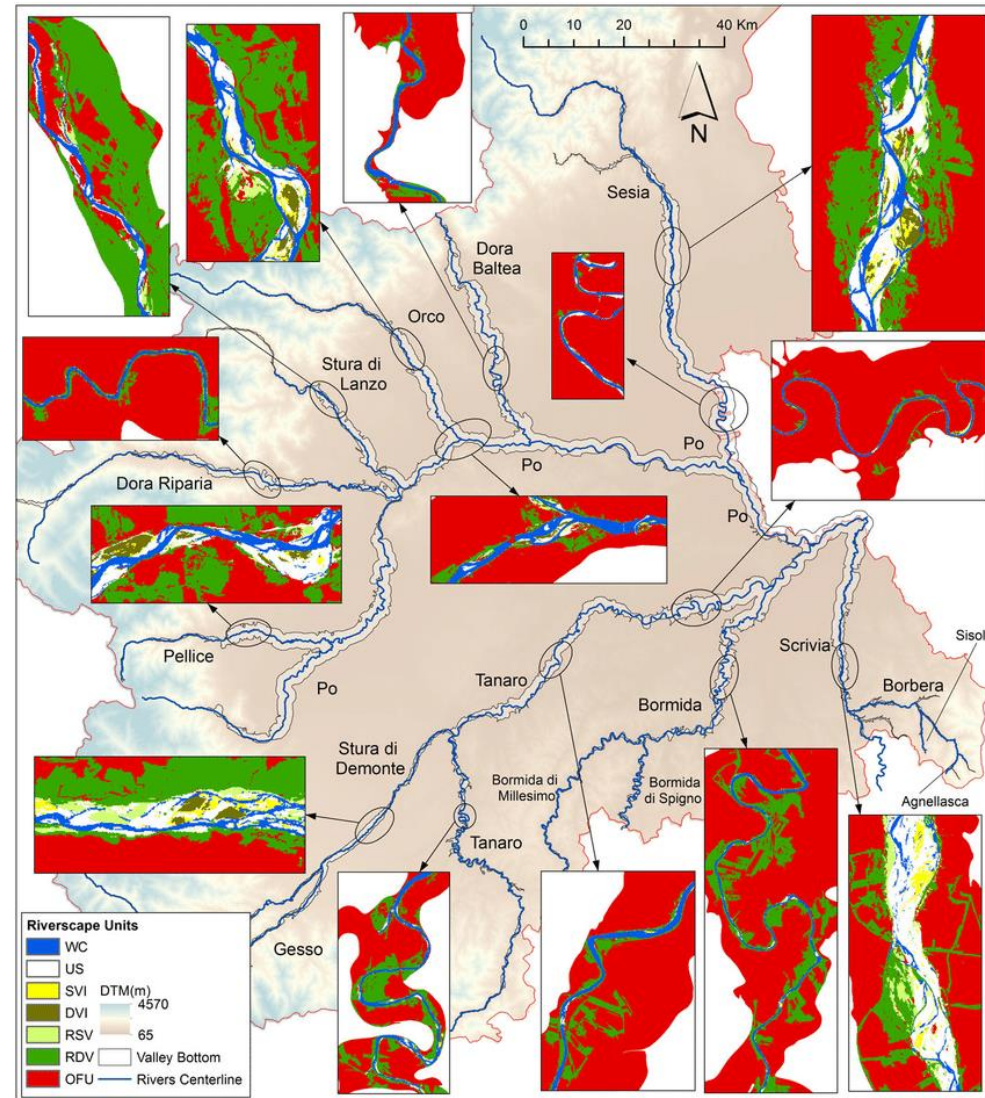 0 10 20 40 Km
N
Sesia
Dora
Baltea
Orco
Stura di
Lanzo
Po
Po
Dora Riparia
Po
Pellice
Po
Tanaro
Scrivia
Sisola
Borbera
Bormida
Stura di
Demonte
Bormida di
Millesimo
Bormida
di Spigno
Agnellasca
Tanaro
Gesso
Riverscape Units
WC
US
SVI DTM(m)
DVI 4570
RSV 65
RDV Valley Bottom
OFU Rivers Centerline